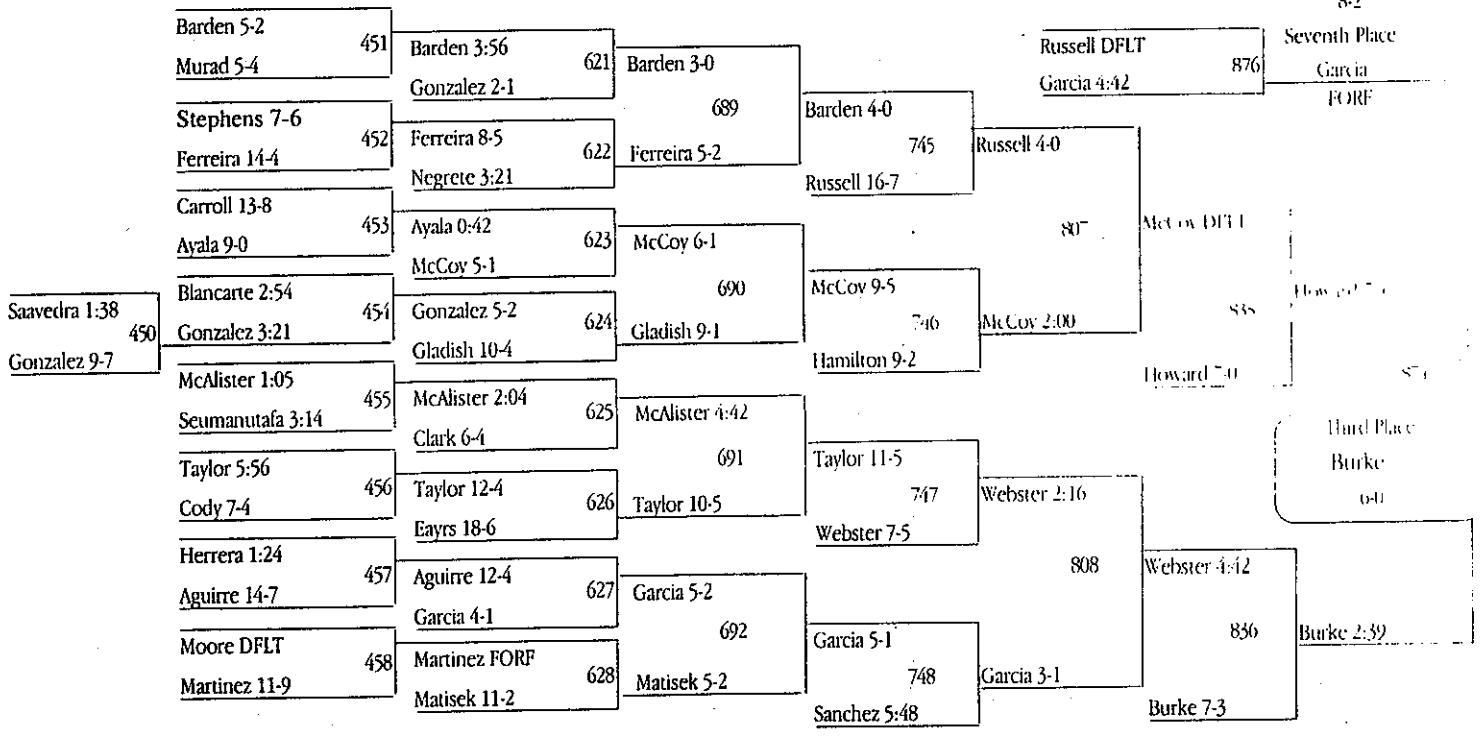 Saavedra 1:38
450
Gonzalez 9-7
Barden 5-2
451
Murad 5-4
Stephens 7-6
452
Ferreira 14-4
Carroll 13-8
453
Ayala 9-0
Blancarte 2:54
454
Gonzalez 3:21
McAlister 1:05
455
Seumanutafa 3:14
Taylor 5:56
456
Cody 7-4
Herrera 1:24
457
Aguirre 14-7
Moore DFLT
458
Martinez 11-9
Barden 3:56
621
Gonzalez 2-1
Ferreira 8-5
622
Negrete 3:21
Ayala 0:42
623
McCoy 5-1
Gonzalez 5-2
624
Gladish 10-4
McAlister 2:04
625
Clark 6-4
Taylor 12-4
626
Eayrs 18-6
Aguirre 12-4
627
Garcia 4-1
Martinez FORF
628
Matisek 11-2
Barden 3-0
689
Ferreira 5-2
McCoy 6-1
690
Gladish 9-1
McAlister 4:42
691
Taylor 10-5
Garcia 5-2
692
Matisek 5-2
Barden 4-0
745
Russell 16-7
McCoy 9-5
746
Hamilton 9-2
Taylor 11-5
747
Webster 7-5
Garcia 5-1
748
Sanchez 5:48
Russell 4-0
807
McCoy 2:00
Webster 2:16
808
Garcia 3-1
McCoy DFLT
835
Howard 7-0
Webster 4:42
836
Burke 7-3
Howard
Burke 2:39
Third Place
Burke
6-0
Russell DFLT
876
Garcia 4:42
8-2
Seventh Place
Garcia
FORF